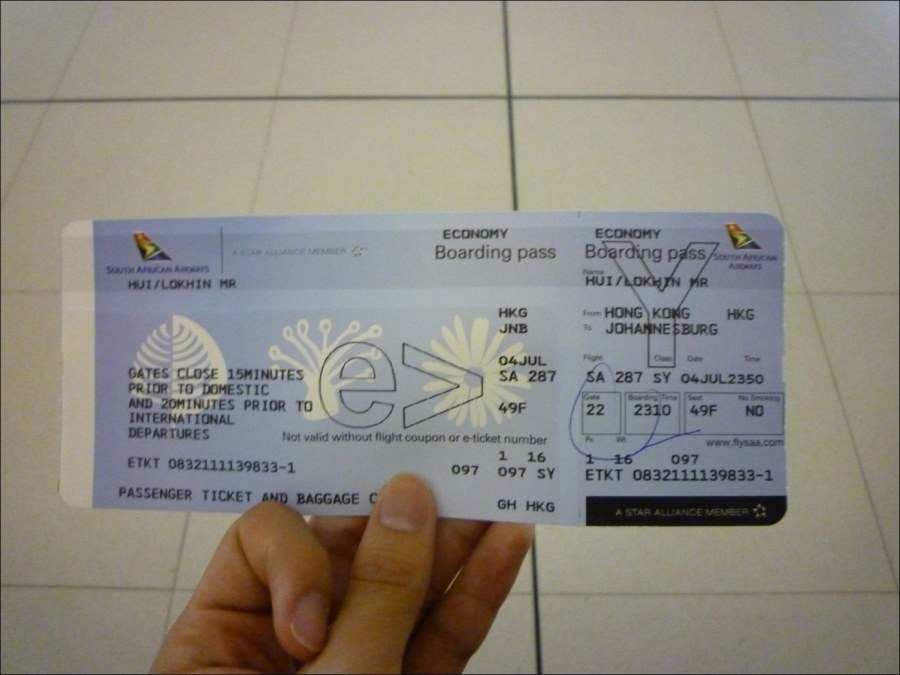 SOUTH AFRICAN AIRWAYS
A STAR ALLIANCE MEMBER
ECONOMY
Boarding pass
HUI/LOKHIN MR
HKG
JNB
04JUL
SA 287
49F
GATES CLOSE 15MINUTES
PRIOR TO DOMESTIC
AND 20MINUTES PRIOR TO
INTERNATIONAL
DEPARTURES
e>
Not valid without flight coupon or e-ticket number
1 16
ETKT 0832111139833-1
097 097 SY
PASSENGER TICKET AND BAGGAGE C
GH HKG
ECONOMY
Boarding pass
SOUTH AFRICAN AIRWAYS
Y
Name
HUI/LOKHIN MR
From HONG KONG HKG
To JOHANNESBURG
Flight Class Date Time
SA 287 SY 04JUL2350
Gate Boarding Time Seat No Smoking
22 2310 49F NO
Pc Wt
www.flysaa.com
1 16 097
ETKT 0832111139833-1
A STAR ALLIANCE MEMBER